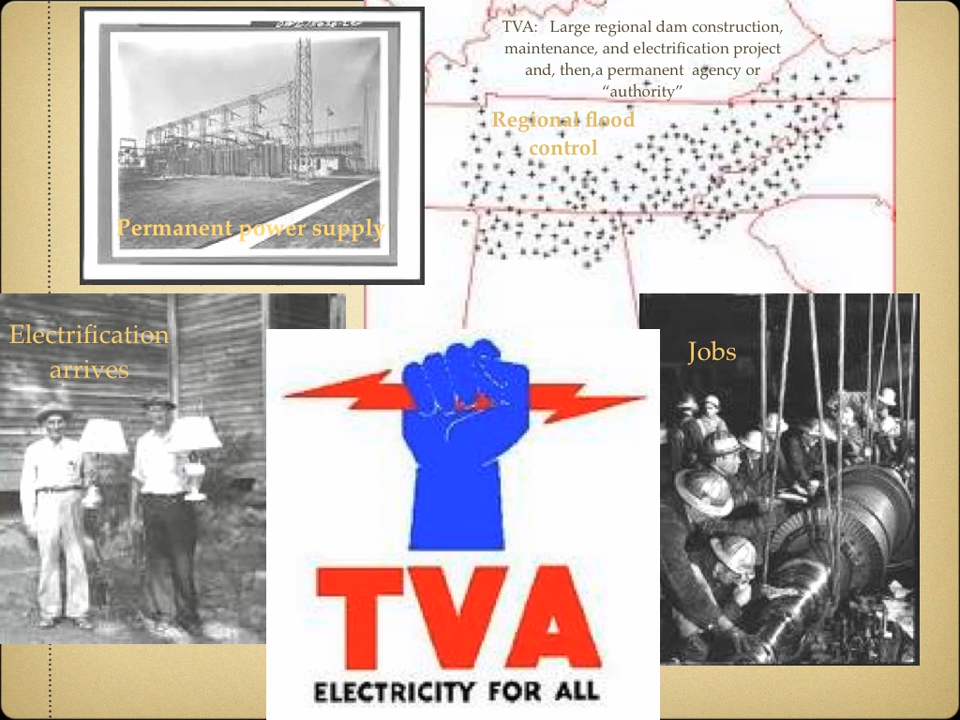 TVA: Large regional dam construction,
maintenance, and electrification project
and, then,a permanent agency or
“authority”
Regional flood
control
Permanent power supply
Electrification
arrives
Jobs
TVA
ELECTRICITY FOR ALL